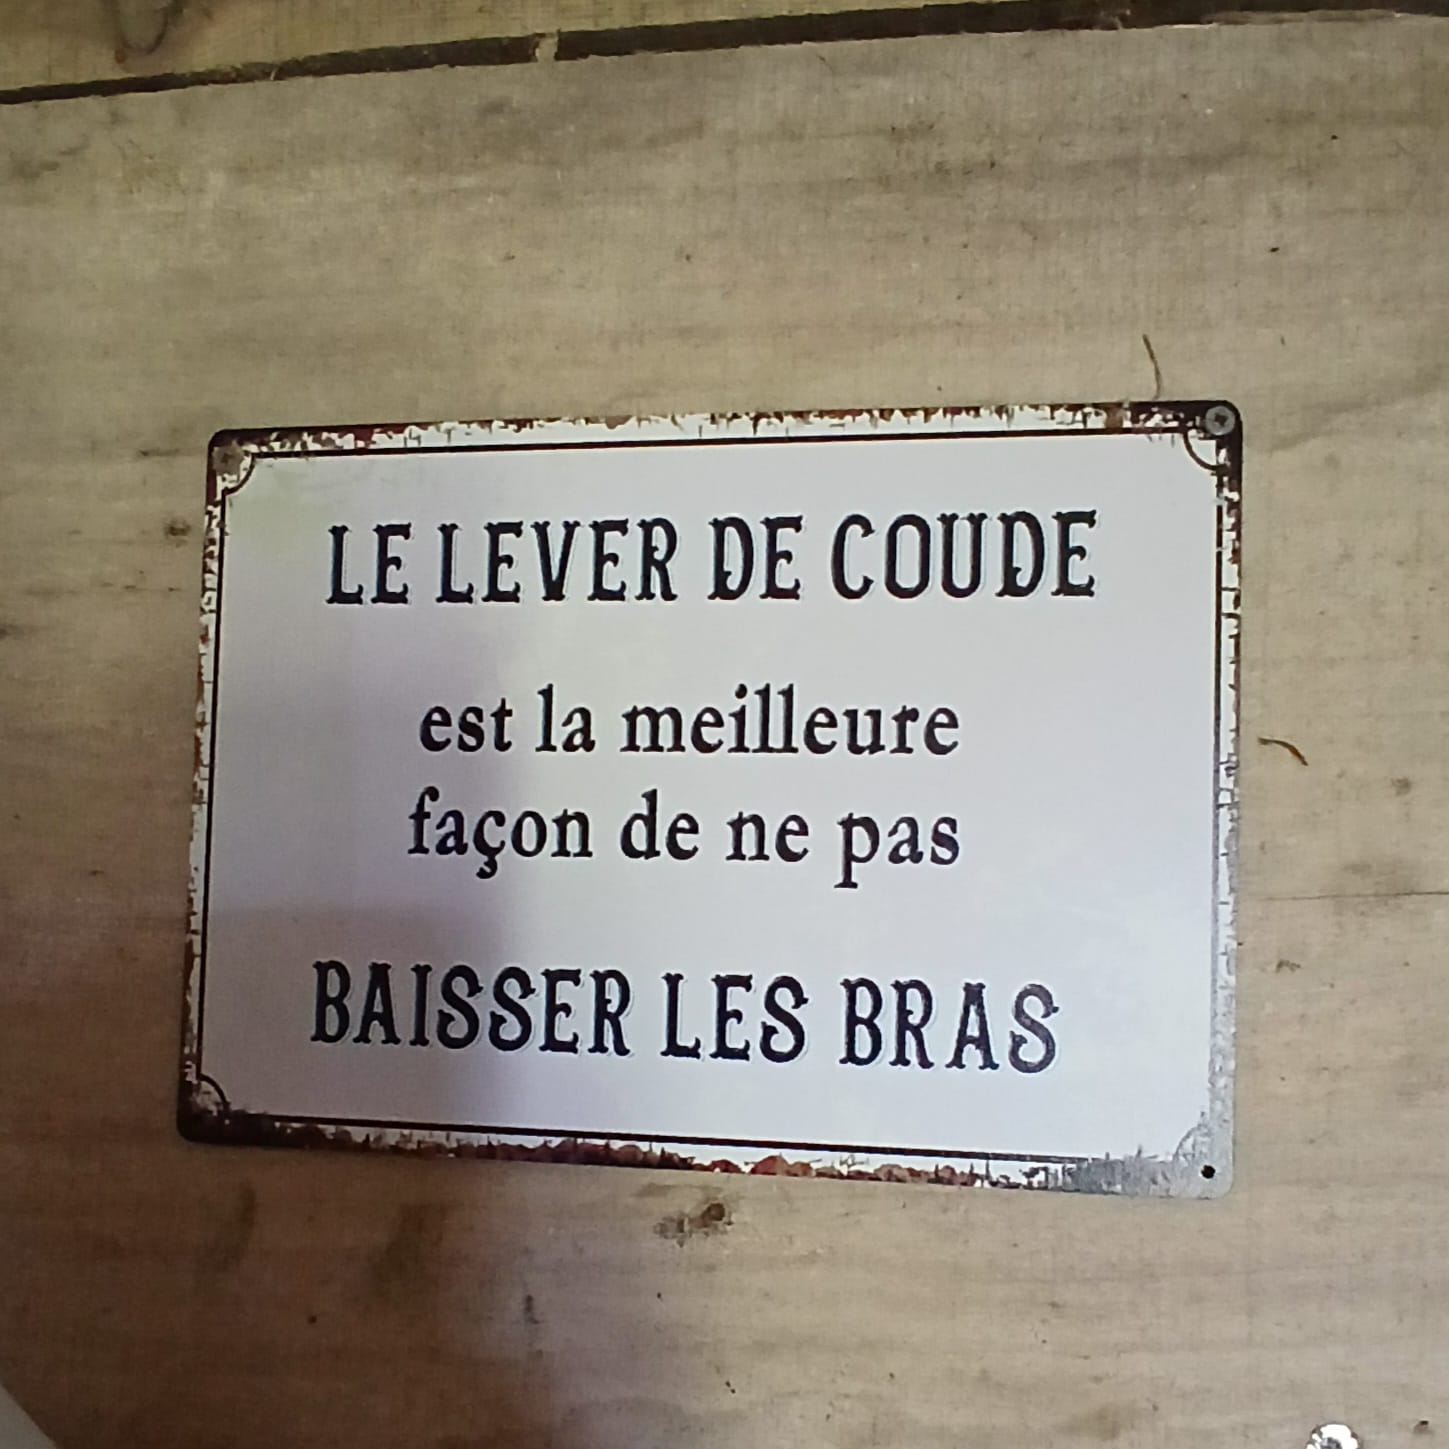 LE LEVER DE COUDE
est la meilleure
façon de ne pas
BAISSER LES BRAS